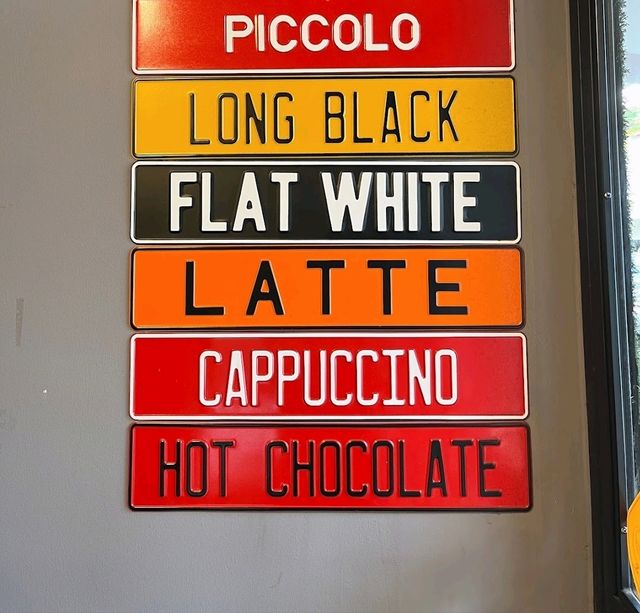 PICCOLO
LONG BLACK
FLAT WHITE
LATTE
CAPPUCCINO
HOT CHOCOLATE